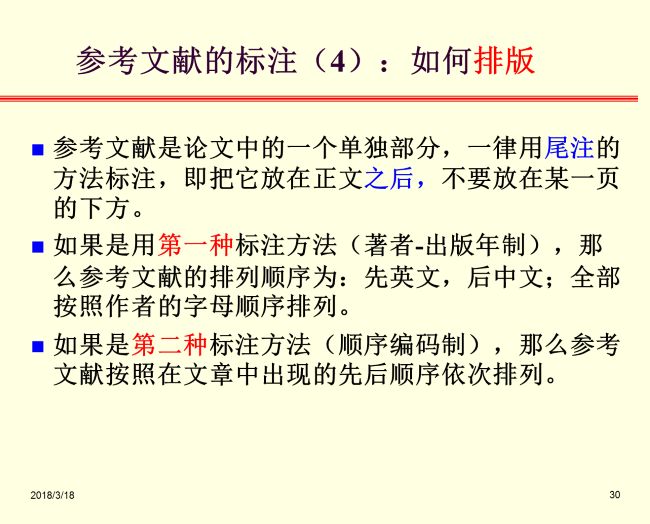 参考文献的标注（4）：如何排版
参考文献是论文中的一个单独部分，一律用尾注的
方法标注，即把它放在正文之后，不要放在某一页
的下方。
如果是用第一种标注方法（著者-出版年制），那
么参考文献的排列顺序为：先英文，后中文；全部
按照作者的字母顺序排列。
如果是第二种标注方法（顺序编码制），那么参考
文献按照在文章中出现的先后顺序依次排列。
2018/3/18
30